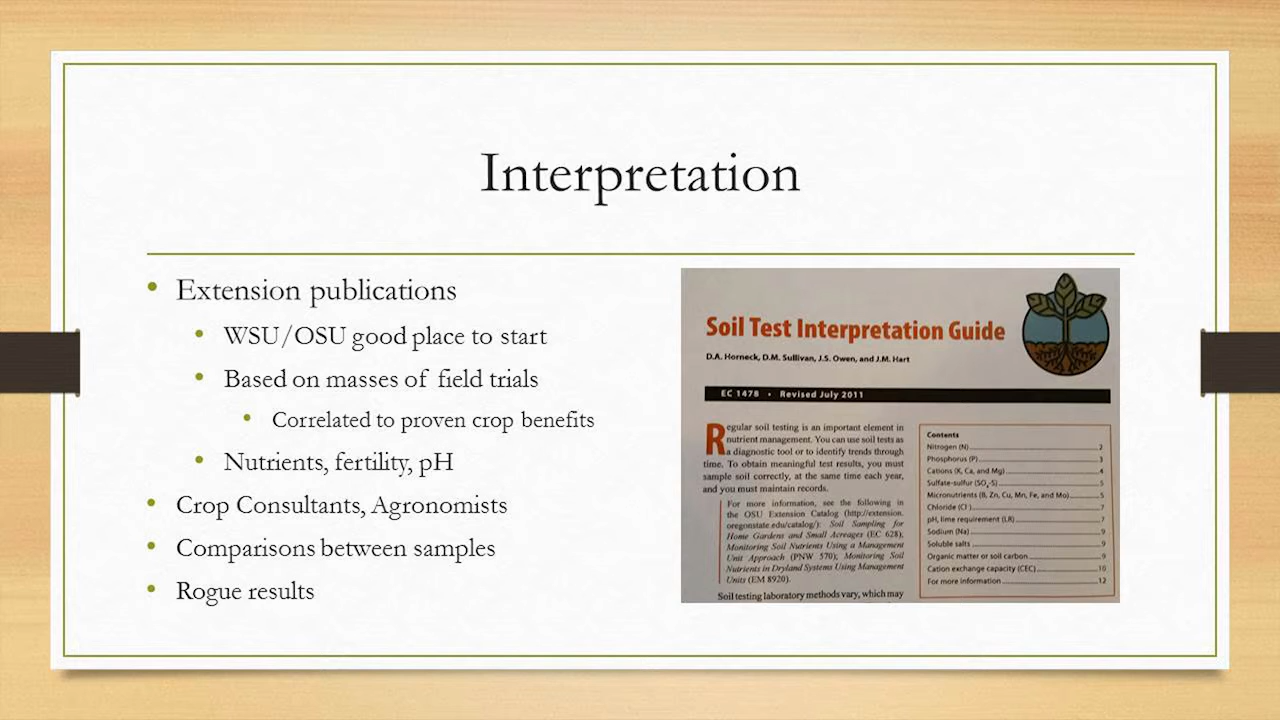 Interpretation
• Extension publications
• WSU/OSU good place to start
• Based on masses of field trials
• Correlated to proven crop benefits
• Nutrients, fertility, pH
• Crop Consultants, Agronomists
• Comparisons between samples
• Rogue results
Soil Test Interpretation Guide
D.A. Horneck, D.M. Sullivan, J.S. Owen, and J.M. Hart
EC 1478 • Revised July 2011
Regular soil testing is an important element in
nutrient management. You can use soil tests as
a diagnostic tool or to identify trends through
time. To obtain meaningful test results, you must
sample soil correctly, at the same time each year,
and you must maintain records.
For more information, see the following in
the OSU Extension Catalog (http://extension.
oregonstate.edu/catalog/): Soil Sampling for
Home Gardens and Small Acreages (EC 628);
Monitoring Soil Nutrients Using a Management
Unit Approach (PNW 570); Monitoring Soil
Nutrients in Dryland Systems Using Management
Units (EM 8920).
Soil testing laboratory methods vary, which may
Contents
Nitrogen (N) 2
Phosphorus (P) 3
Cations (K, Ca, and Mg) 4
Sulfate-sulfur (SO₄-S) 5
Micronutrients (B, Zn, Cu, Mn, Fe, and Mo) 5
Chloride (Cl⁻) 7
pH, lime requirement (LR) 7
Sodium (Na) 9
Soluble salts 9
Organic matter or soil carbon 9
Cation exchange capacity (CEC) 10
For more information 12